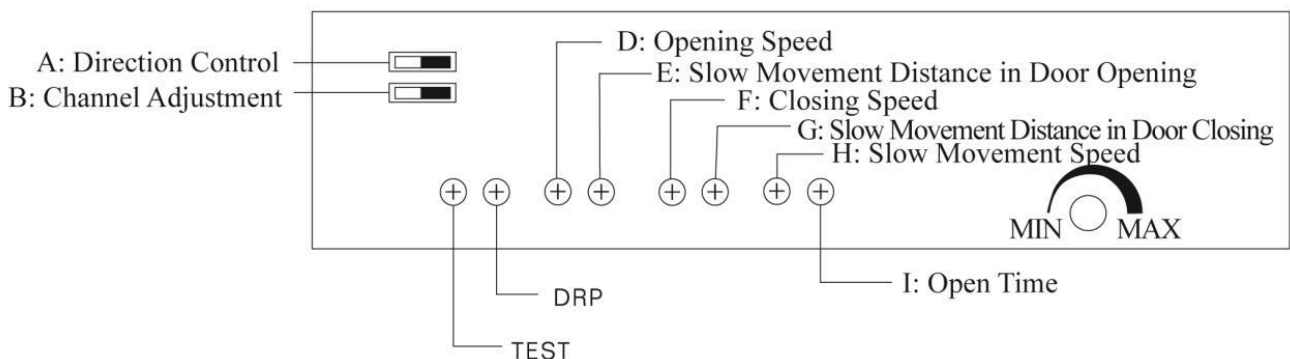 A: Direction Control
B: Channel Adjustment
D: Opening Speed
E: Slow Movement Distance in Door Opening
F: Closing Speed
G: Slow Movement Distance in Door Closing
H: Slow Movement Speed
MIN MAX
I: Open Time
DRP
TEST